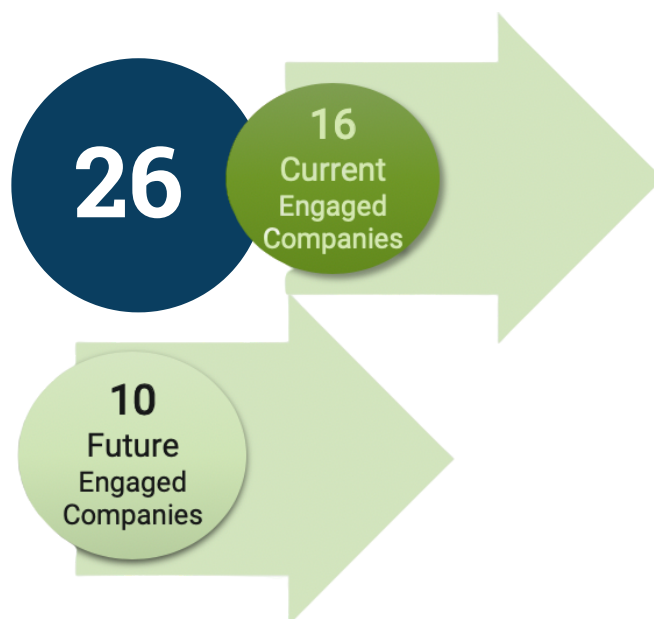 26
16
Current
Engaged
Companies
10
Future
Engaged
Companies